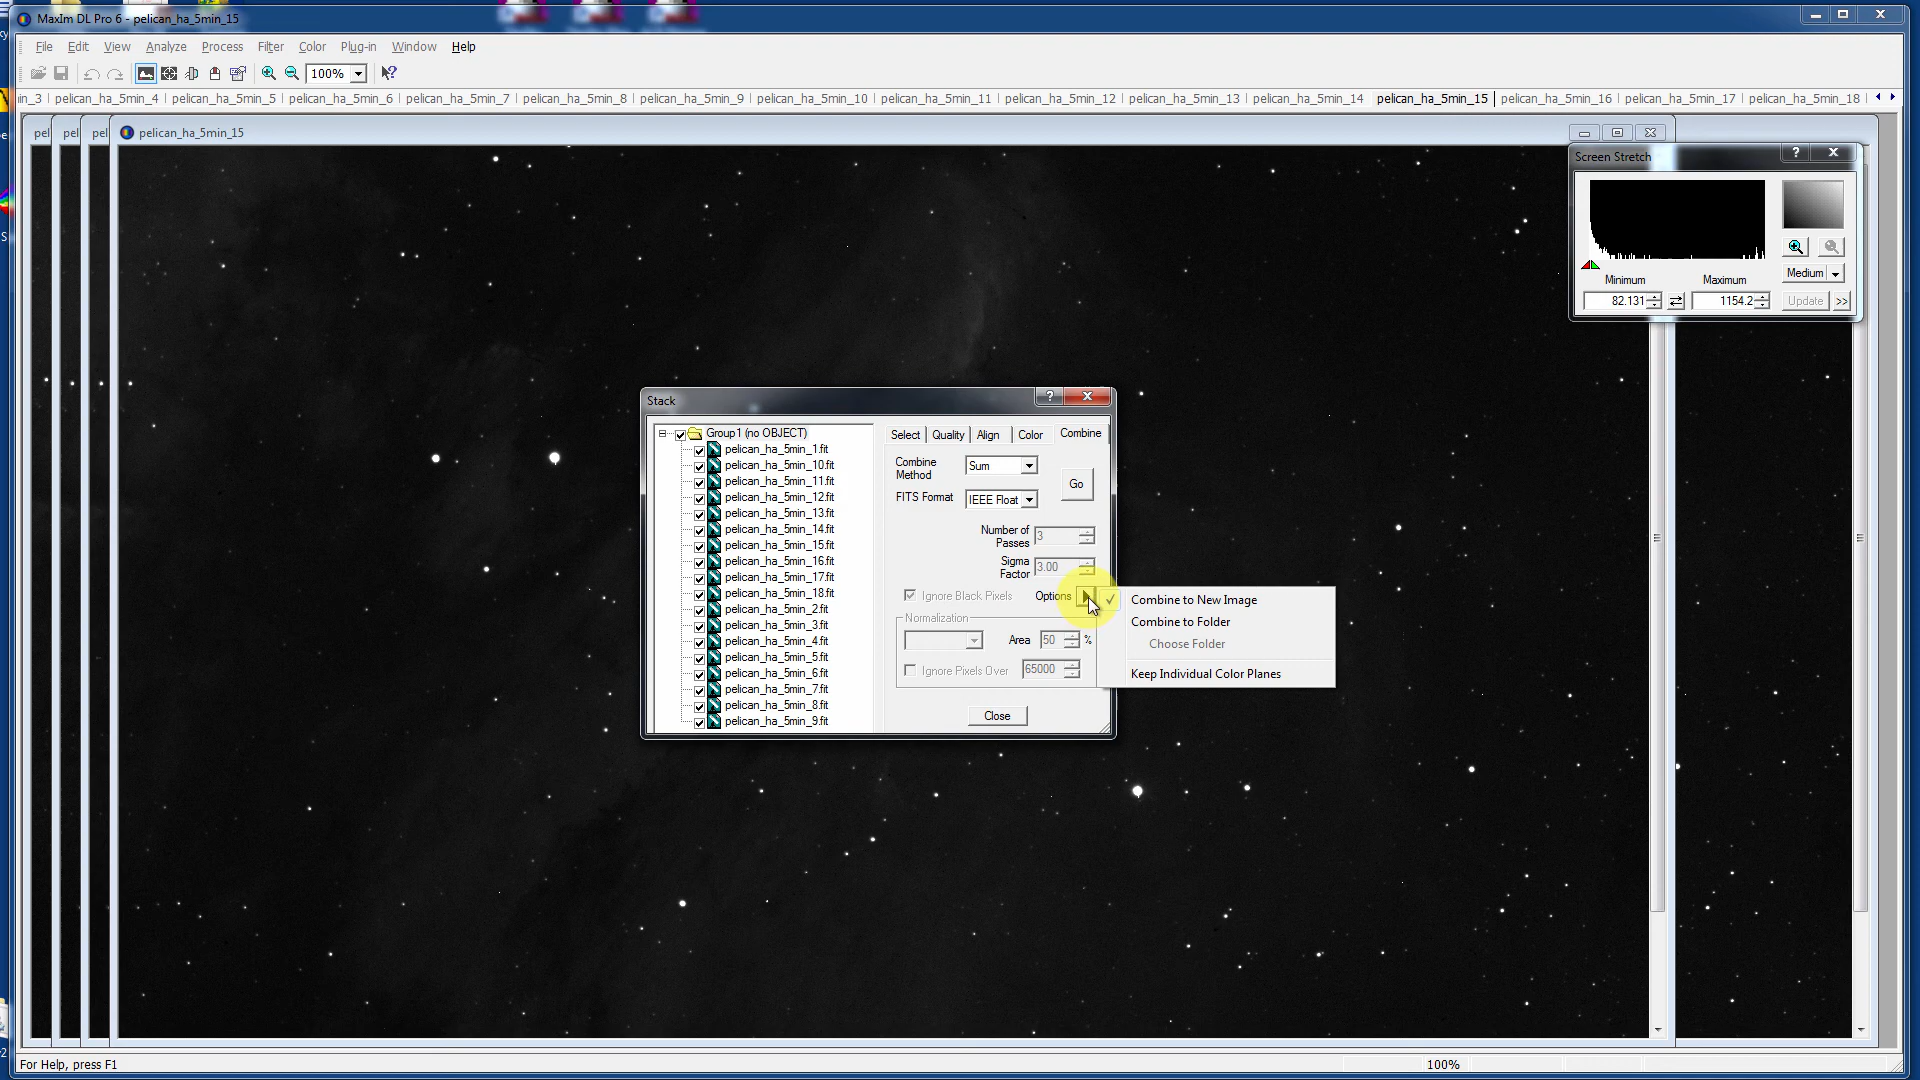 MaxIm DL Pro 6 - pelican_ha_5min_15
File Edit View Analyze Process Filter Color Plug-in Window Help
100%
in_3 | pelican_ha_5min_4 | pelican_ha_5min_5 | pelican_ha_5min_6 | pelican_ha_5min_7 | pelican_ha_5min_8 | pelican_ha_5min_9 | pelican_ha_5min_10 | pelican_ha_5min_11 | pelican_ha_5min_12 | pelican_ha_5min_13 | pelican_ha_5min_14 | pelican_ha_5min_15 | pelican_ha_5min_16 | pelican_ha_5min_17 | pelican_ha_5min_18
pel pel pel pelican_ha_5min_15
Screen Stretch
Minimum Maximum
Medium
82.131 1154.2 Update >>
Stack
Group1 (no OBJECT)
pelican_ha_5min_1.fit
pelican_ha_5min_10.fit
pelican_ha_5min_11.fit
pelican_ha_5min_12.fit
pelican_ha_5min_13.fit
pelican_ha_5min_14.fit
pelican_ha_5min_15.fit
pelican_ha_5min_16.fit
pelican_ha_5min_17.fit
pelican_ha_5min_18.fit
pelican_ha_5min_2.fit
pelican_ha_5min_3.fit
pelican_ha_5min_4.fit
pelican_ha_5min_5.fit
pelican_ha_5min_6.fit
pelican_ha_5min_7.fit
pelican_ha_5min_8.fit
pelican_ha_5min_9.fit
Select Quality Align Color Combine
Combine Method Sum
Go
FITS Format IEEE Float
Number of Passes 3
Sigma Factor 3.00
Ignore Black Pixels Options
Normalization
Area 50 %
Ignore Pixels Over 65000
Close
Combine to New Image
Combine to Folder
Choose Folder
Keep Individual Color Planes
For Help, press F1
100%